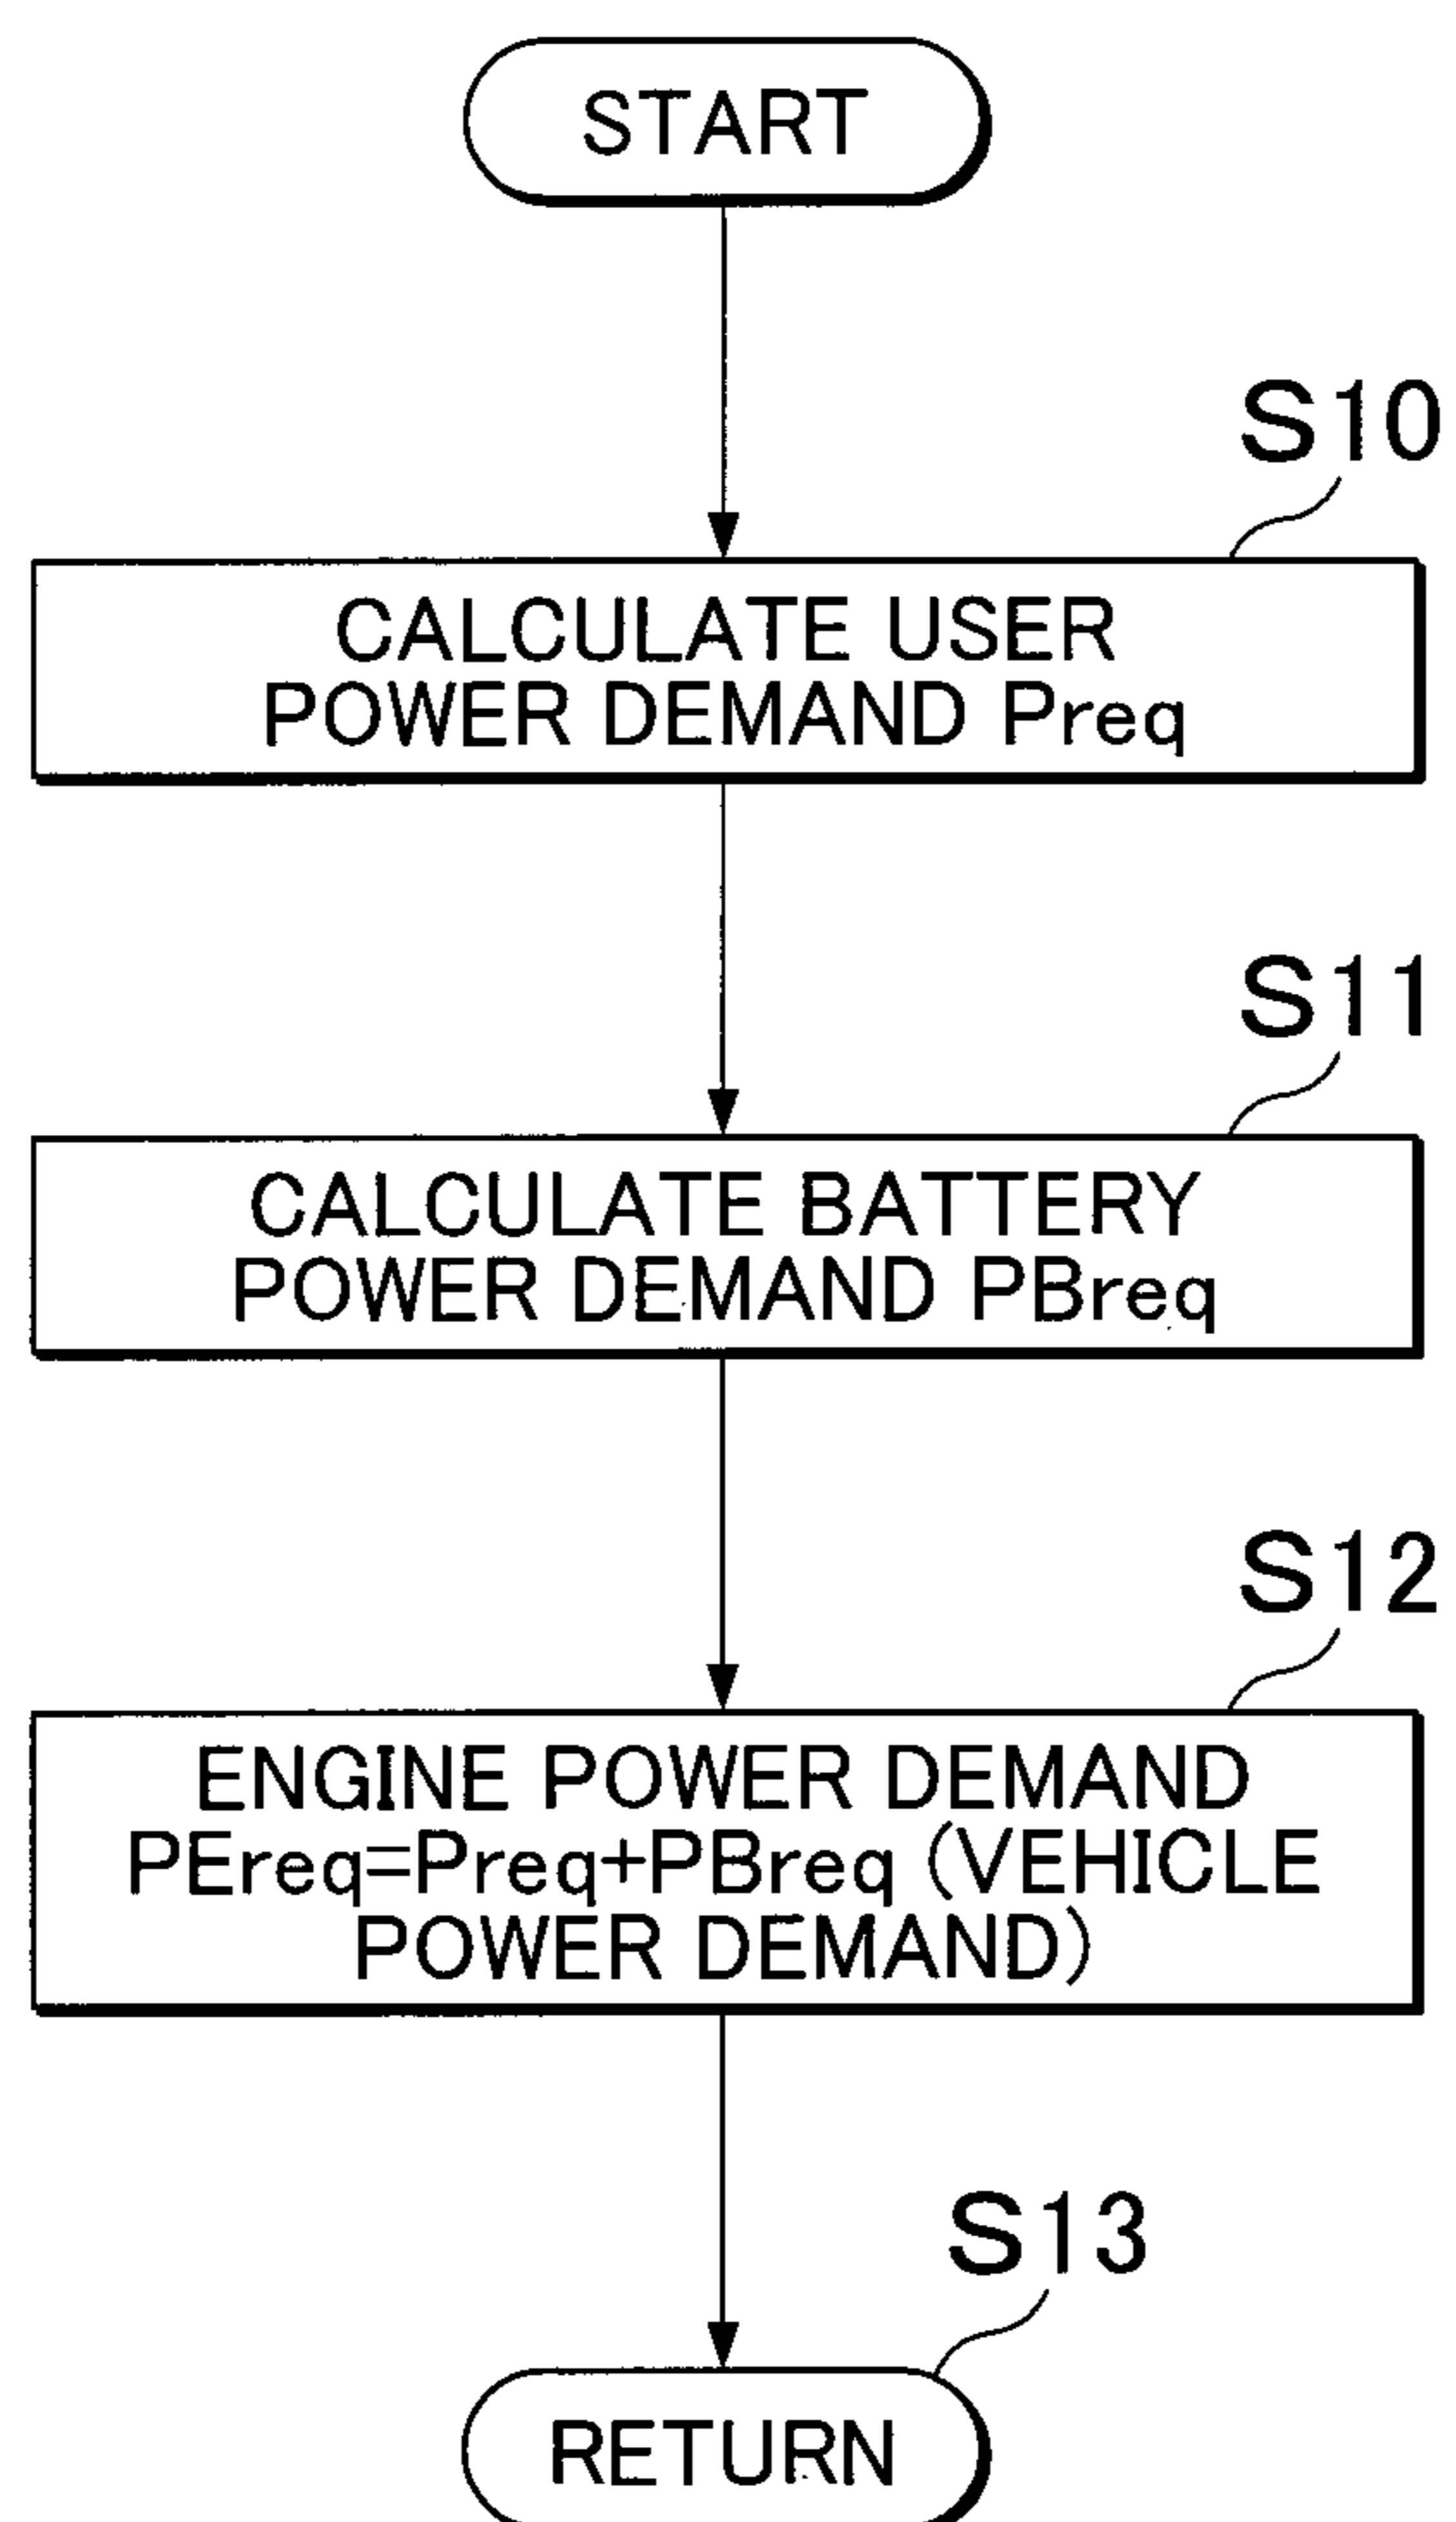 START
S10
CALCULATE USER
POWER DEMAND Preq
S11
CALCULATE BATTERY
POWER DEMAND PBreq
S12
ENGINE POWER DEMAND
PEreq=Preq+PBreq (VEHICLE
POWER DEMAND)
S13
RETURN